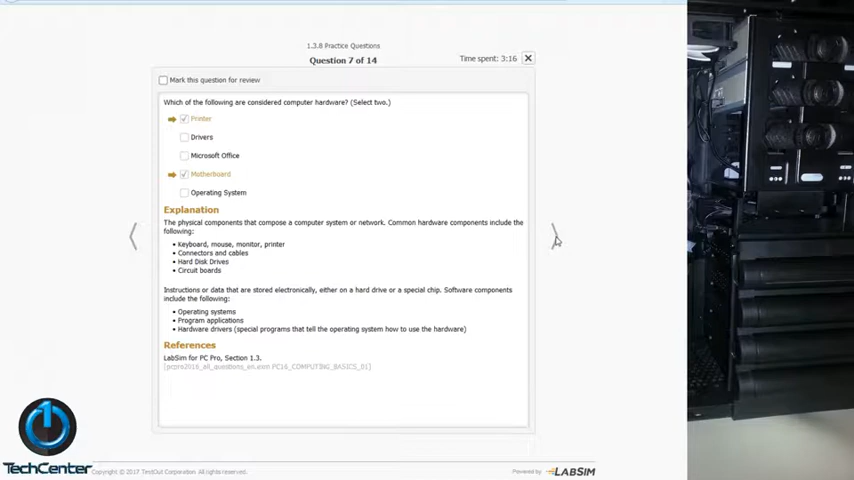 1.3.8 Practice Questions
Question 7 of 14
Time spent: 3:16
Mark this question for review
Which of the following are considered computer hardware? (Select two.)
Printer
Drivers
Microsoft Office
Motherboard
Operating System
Explanation
The physical components that compose a computer system or network. Common hardware components include the
following:
• Keyboard, mouse, monitor, printer
• Connectors and cables
• Hard Disk Drives
• Circuit boards
Instructions or data that are stored electronically, either on a hard drive or a special chip. Software components
include the following:
• Operating systems
• Program applications
• Hardware drivers (special programs that tell the operating system how to use the hardware)
References
LabSim for PC Pro, Section 1.3.
[pcpro2016_all_questions_en.exm PC16_COMPUTING_BASICS_01]
TechCenter
Copyright © 2017 TestOut Corporation All rights reserved.
Powered by LABSIM